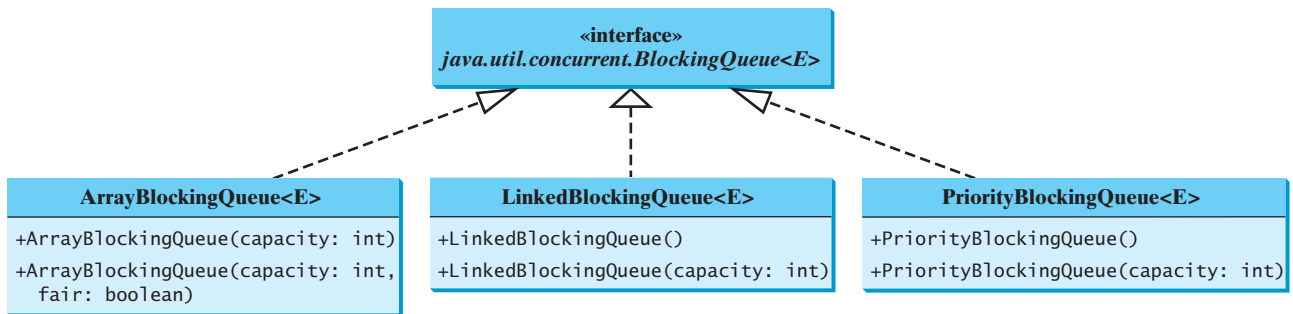 «interface»
java.util.concurrent.BlockingQueue<E>
ArrayBlockingQueue<E>
+ArrayBlockingQueue(capacity: int)
+ArrayBlockingQueue(capacity: int,
fair: boolean)
LinkedBlockingQueue<E>
+LinkedBlockingQueue()
+LinkedBlockingQueue(capacity: int)
PriorityBlockingQueue<E>
+PriorityBlockingQueue()
+PriorityBlockingQueue(capacity: int)